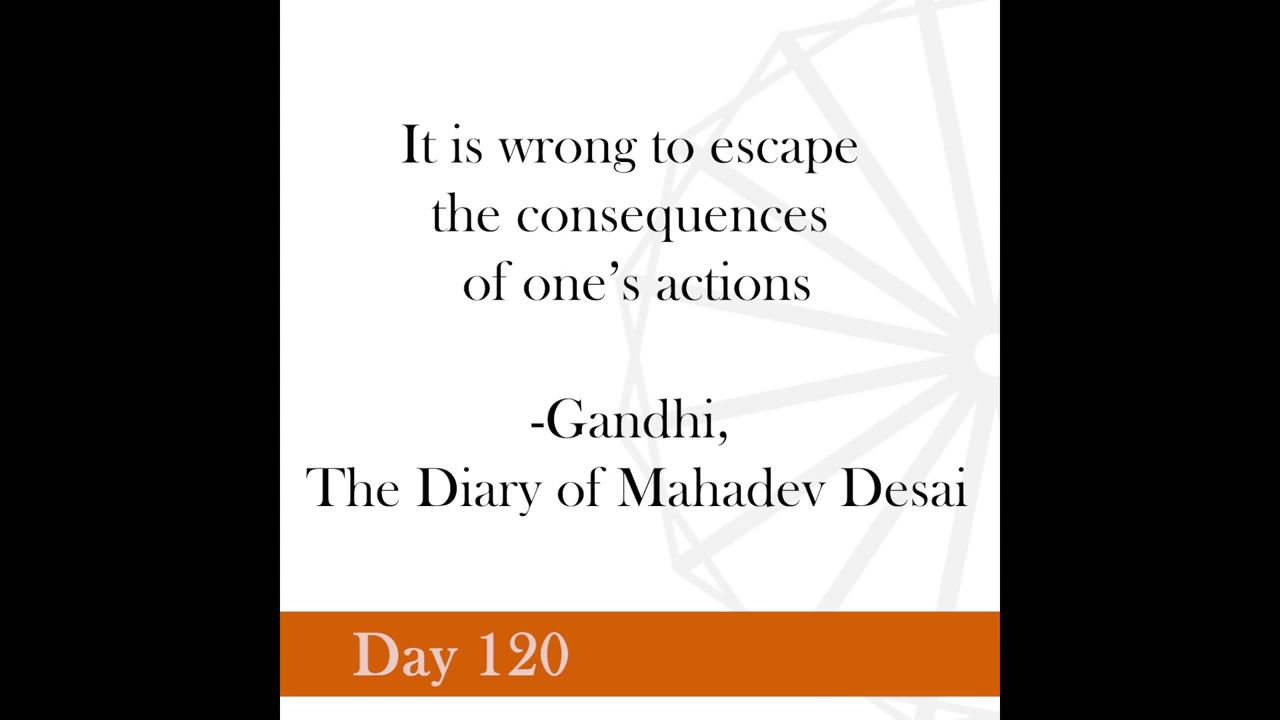 It is wrong to escape
the consequences
of one’s actions
-Gandhi,
The Diary of Mahadev Desai
Day 120